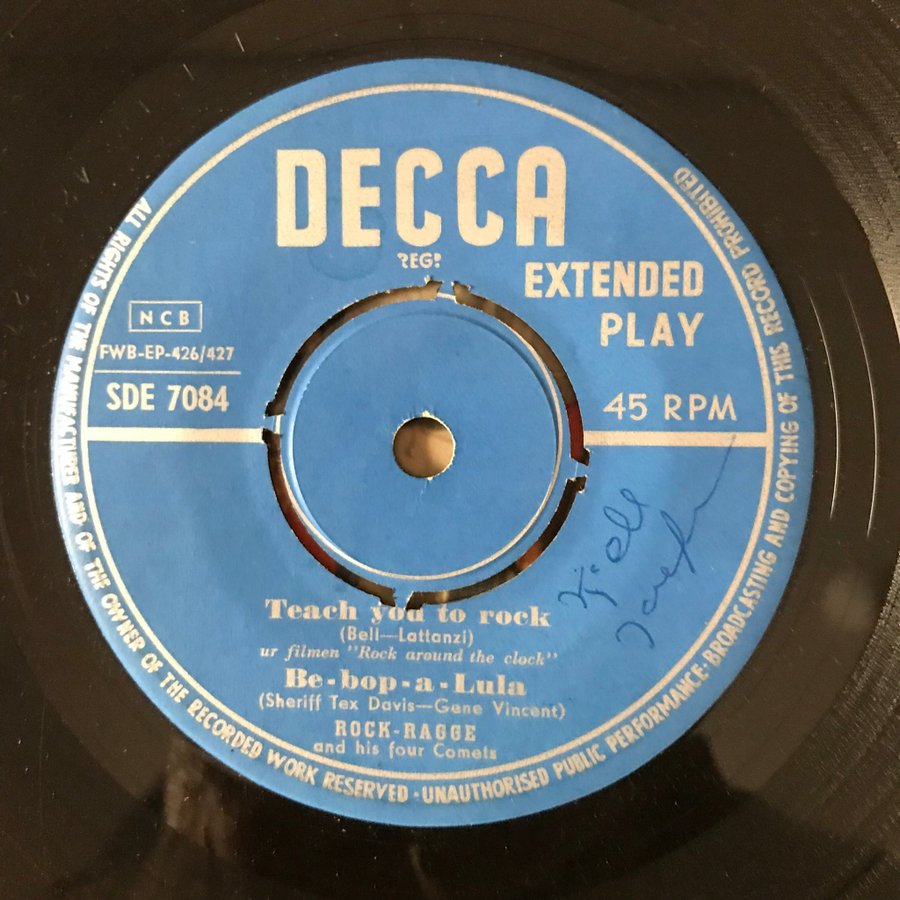 DECCA
REGD
EXTENDED
PLAY
NCB
FWB-EP-426/427
SDE 7084
45 RPM
Kjell
Teach you to rock
(Bell—Lattanzi)
ur filmen "Rock around the clock"
Be-bop-a-Lula
(Sheriff Tex Davis—Gene Vincent)
ROCK-RAGGE
and his four Comets
ALL RIGHTS OF THE MANUFACTURER AND OF THE OWNER OF THE RECORDED WORK RESERVED · UNAUTHORISED PUBLIC PERFORMANCE · BROADCASTING AND COPYING OF THIS RECORD PROHIBITED